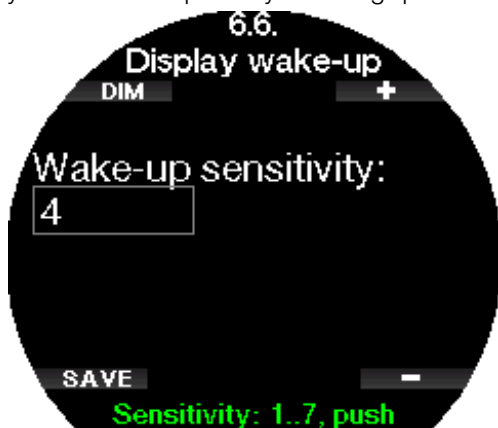 6.6.
Display wake-up
DIM +
Wake-up sensitivity:
4
SAVE -
Sensitivity: 1..7, push